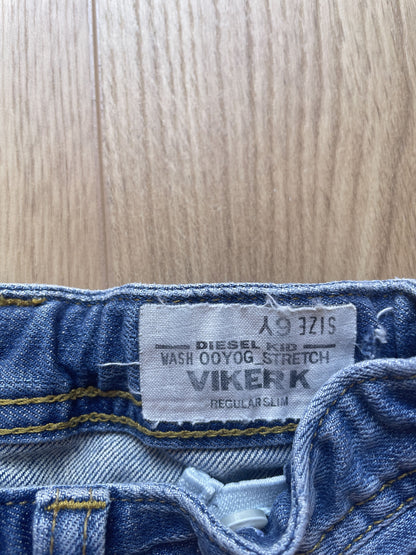 SIZE 6Y
DIESEL KID
WASH 00YOG_STRETCH
VIKER K
REGULAR SLIM